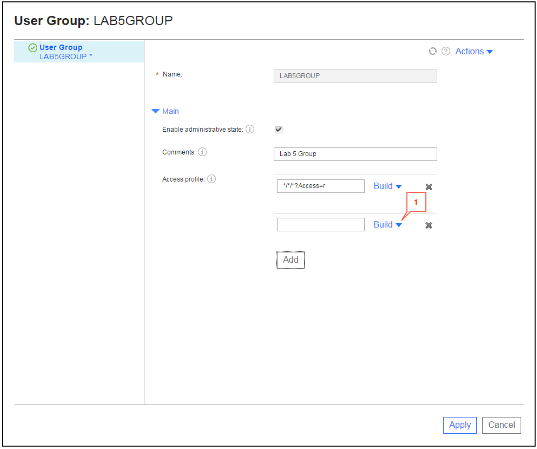 User Group: LAB5GROUP
User Group
LAB5GROUP *
Actions
* Name:
LAB5GROUP
Main
Enable administrative state:
Comments:
Lab 5 Group
Access profile:
*/*/*?Access=r
Build
1
Build
Add
Apply
Cancel